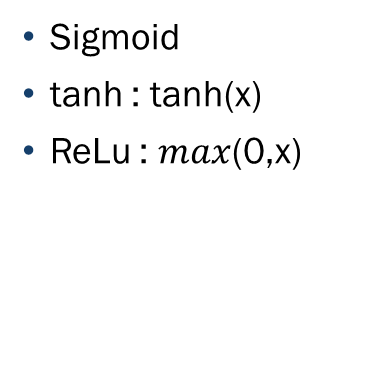 • Sigmoid
• tanh : tanh(x)
• ReLu : max(0,x)